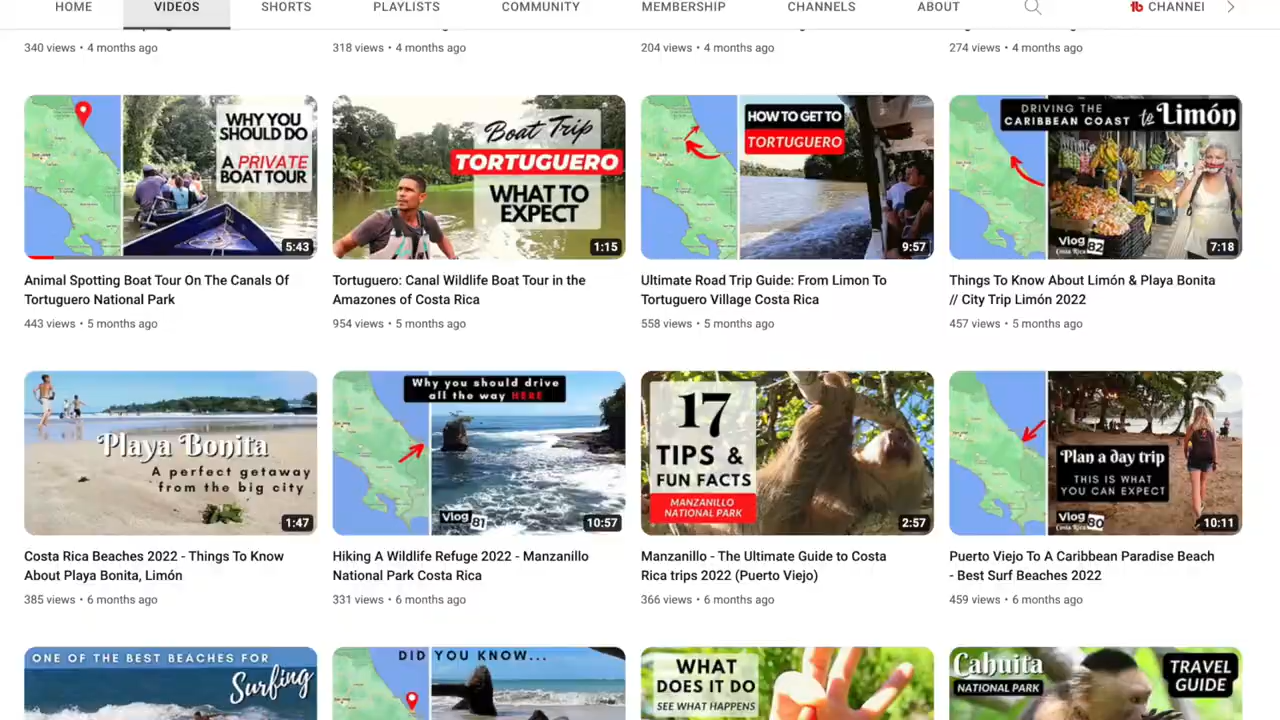 HOME VIDEOS SHORTS PLAYLISTS COMMUNITY MEMBERSHIP CHANNELS ABOUT CHANNEl
340 views • 4 months ago
318 views • 4 months ago
204 views • 4 months ago
274 views • 4 months ago
WHY YOU
SHOULD DO
A PRIVATE
BOAT TOUR
5:43
Animal Spotting Boat Tour On The Canals Of
Tortuguero National Park
443 views • 5 months ago
Boat Trip
TORTUGUERO
WHAT TO
EXPECT
1:15
Tortuguero: Canal Wildlife Boat Tour in the
Amazones of Costa Rica
954 views • 5 months ago
HOW TO GET TO
TORTUGUERO
9:57
Ultimate Road Trip Guide: From Limon To
Tortuguero Village Costa Rica
558 views • 5 months ago
DRIVING THE
CARIBBEAN COAST to Limón
Vlog 82
Costa Rica
7:18
Things To Know About Limón & Playa Bonita
// City Trip Limón 2022
457 views • 5 months ago
Playa Bonita
A perfect getaway
from the big city
1:47
Costa Rica Beaches 2022 - Things To Know
About Playa Bonita, Limón
385 views • 6 months ago
Why you should drive
all the way HERE
Vlog 81
10:57
Hiking A Wildlife Refuge 2022 - Manzanillo
National Park Costa Rica
331 views • 6 months ago
17
TIPS &
FUN FACTS
MANZANILLO
NATIONAL PARK
2:57
Manzanillo - The Ultimate Guide to Costa
Rica trips 2022 (Puerto Viejo)
366 views • 6 months ago
Plan a day trip
THIS IS WHAT
YOU CAN EXPECT
Vlog 80
Costa Rica
10:11
Puerto Viejo To A Caribbean Paradise Beach
- Best Surf Beaches 2022
459 views • 6 months ago
ONE OF THE BEST BEACHES FOR
Surfing
DID YOU KNOW...
WHAT
DOES IT DO
SEE WHAT HAPPENS
Cahuita
NATIONAL PARK
TRAVEL
GUIDE